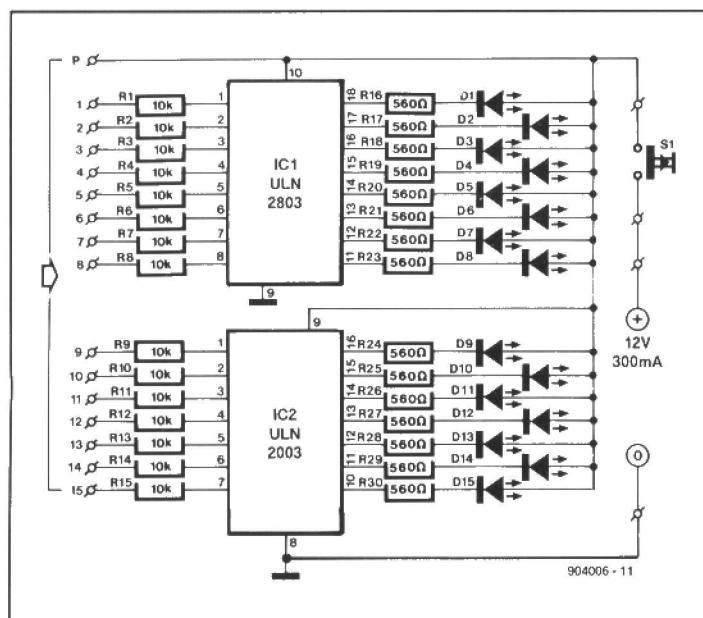 P
10
1 R1 10k 1 18 R16 560Ω D1
2 R2 10k 2 17 R17 560Ω D2
3 R3 10k 3 16 R18 560Ω D3
4 R4 10k 4 15 R19 560Ω D4
5 R5 10k 5 14 R20 560Ω D5
6 R6 10k 6 13 R21 560Ω D6
7 R7 10k 7 12 R22 560Ω D7
8 R8 10k 8 11 R23 560Ω D8
IC1
ULN
2803
9
S1
+
12V
300mA
9
9 R9 10k 1 16 R24 560Ω D9
10 R10 10k 2 15 R25 560Ω D10
11 R11 10k 3 14 R26 560Ω D11
12 R12 10k 4 13 R27 560Ω D12
13 R13 10k 5 12 R28 560Ω D13
14 R14 10k 6 11 R29 560Ω D14
15 R15 10k 7 10 R30 560Ω D15
IC2
ULN
2003
8
0
904006 - 11